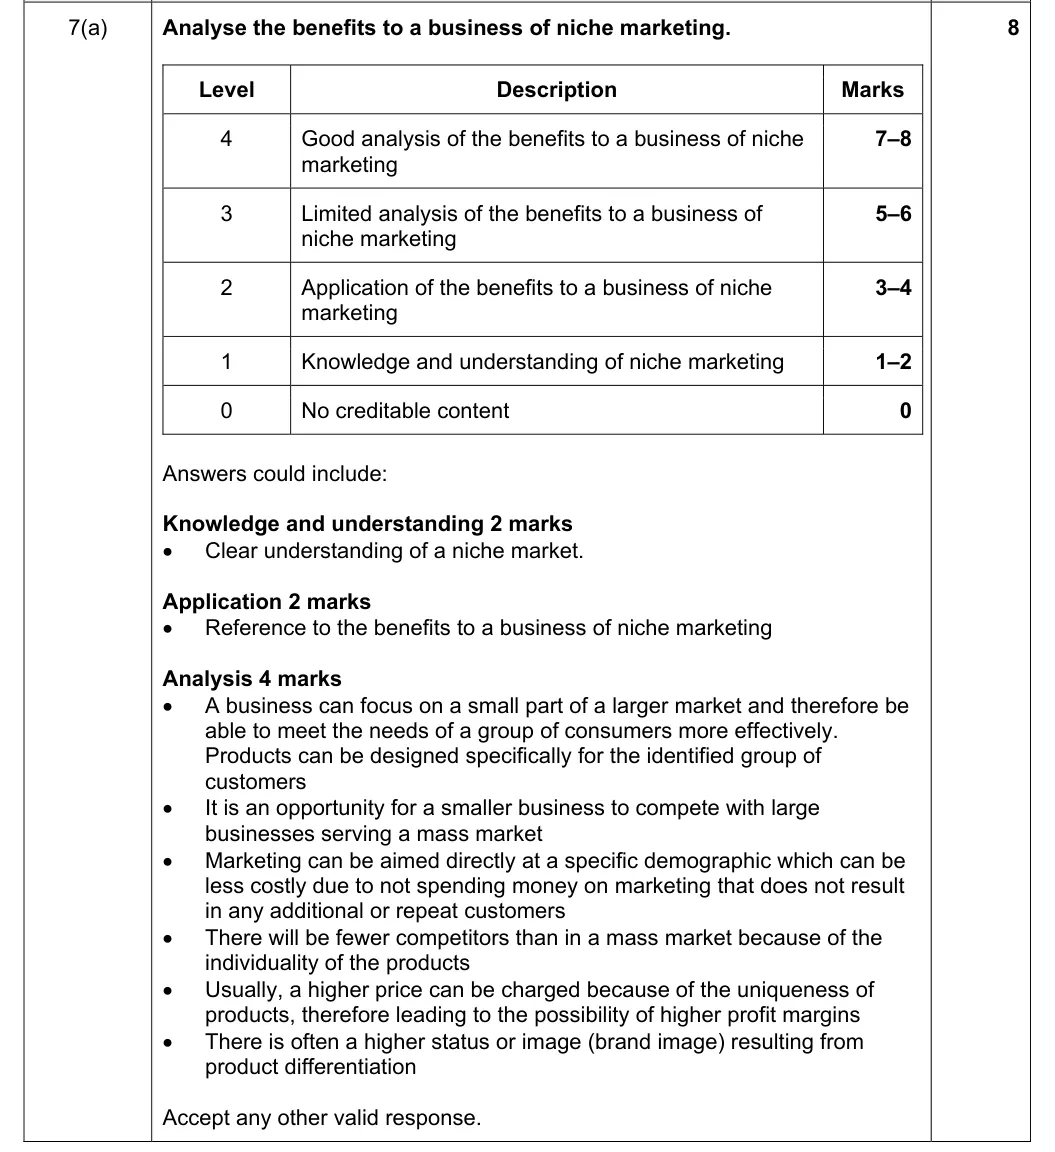 7(a) Analyse the benefits to a business of niche marketing. 8
Level Description Marks
4 Good analysis of the benefits to a business of niche 7–8
marketing
3 Limited analysis of the benefits to a business of 5–6
niche marketing
2 Application of the benefits to a business of niche 3–4
marketing
1 Knowledge and understanding of niche marketing 1–2
0 No creditable content 0
Answers could include:
Knowledge and understanding 2 marks
• Clear understanding of a niche market.
Application 2 marks
• Reference to the benefits to a business of niche marketing
Analysis 4 marks
• A business can focus on a small part of a larger market and therefore be
able to meet the needs of a group of consumers more effectively.
Products can be designed specifically for the identified group of
customers
• It is an opportunity for a smaller business to compete with large
businesses serving a mass market
• Marketing can be aimed directly at a specific demographic which can be
less costly due to not spending money on marketing that does not result
in any additional or repeat customers
• There will be fewer competitors than in a mass market because of the
individuality of the products
• Usually, a higher price can be charged because of the uniqueness of
products, therefore leading to the possibility of higher profit margins
• There is often a higher status or image (brand image) resulting from
product differentiation
Accept any other valid response.